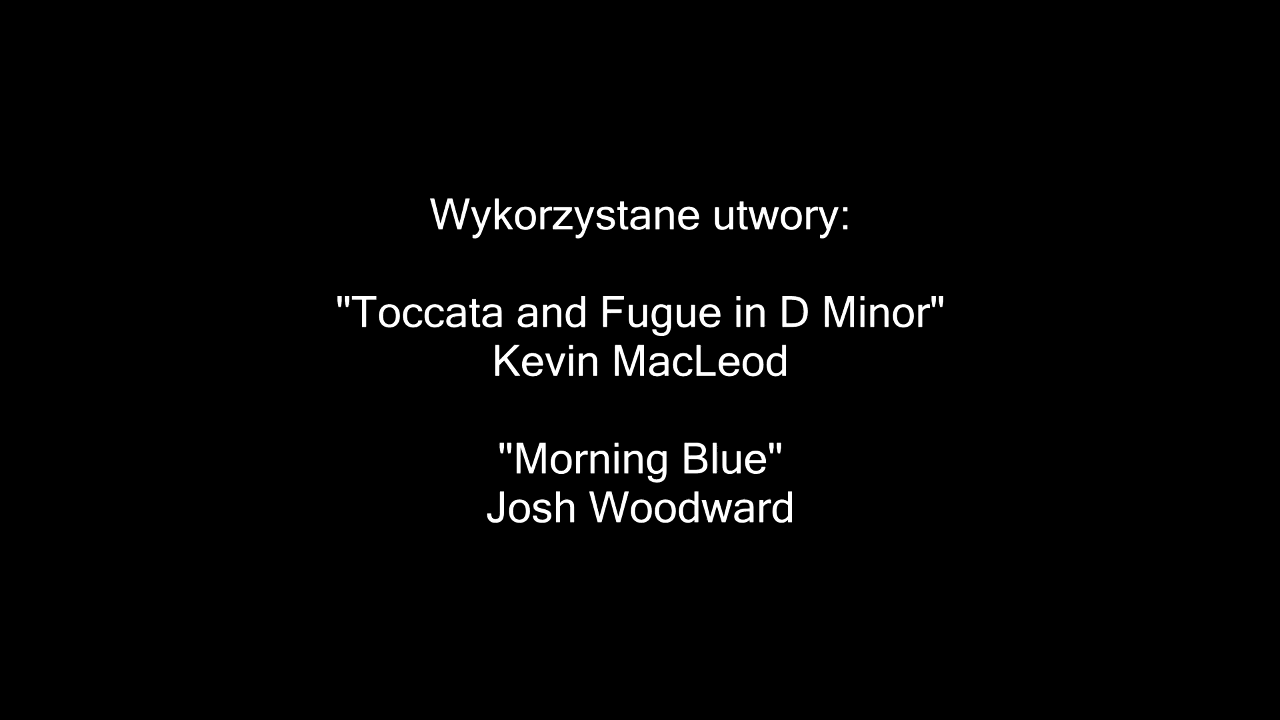 Wykorzystane utwory:
"Toccata and Fugue in D Minor"
Kevin MacLeod
"Morning Blue"
Josh Woodward